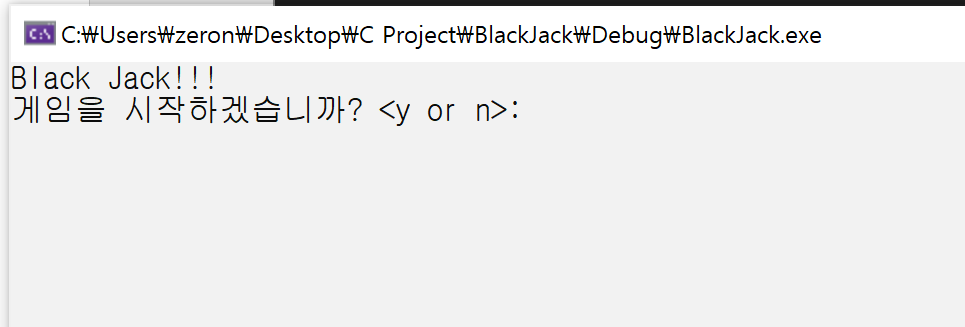 C:\ C:₩Users₩zeron₩Desktop₩C Project₩BlackJack₩Debug₩BlackJack.exe
Black Jack!!!
게임을 시작하겠습니까? <y or n>: